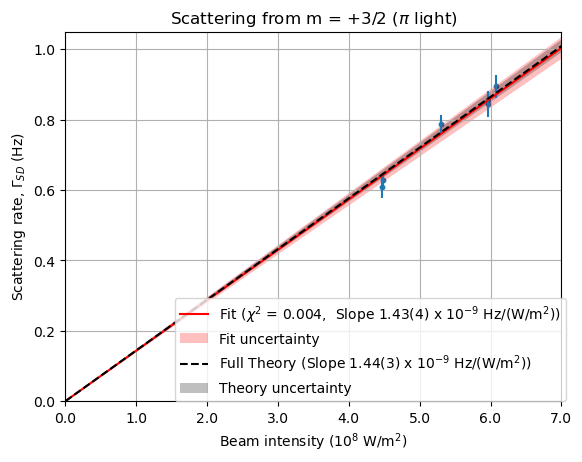 Scattering from m = +3/2 (π light)
Scattering rate, Γ_SD (Hz)
1.0
0.8
0.6
0.4
0.2
0.0
Fit (χ² = 0.004,  Slope 1.43(4) x 10⁻⁹ Hz/(W/m²))
Fit uncertainty
Full Theory (Slope 1.44(3) x 10⁻⁹ Hz/(W/m²))
Theory uncertainty
0.0 1.0 2.0 3.0 4.0 5.0 6.0 7.0
Beam intensity (10⁸ W/m²)